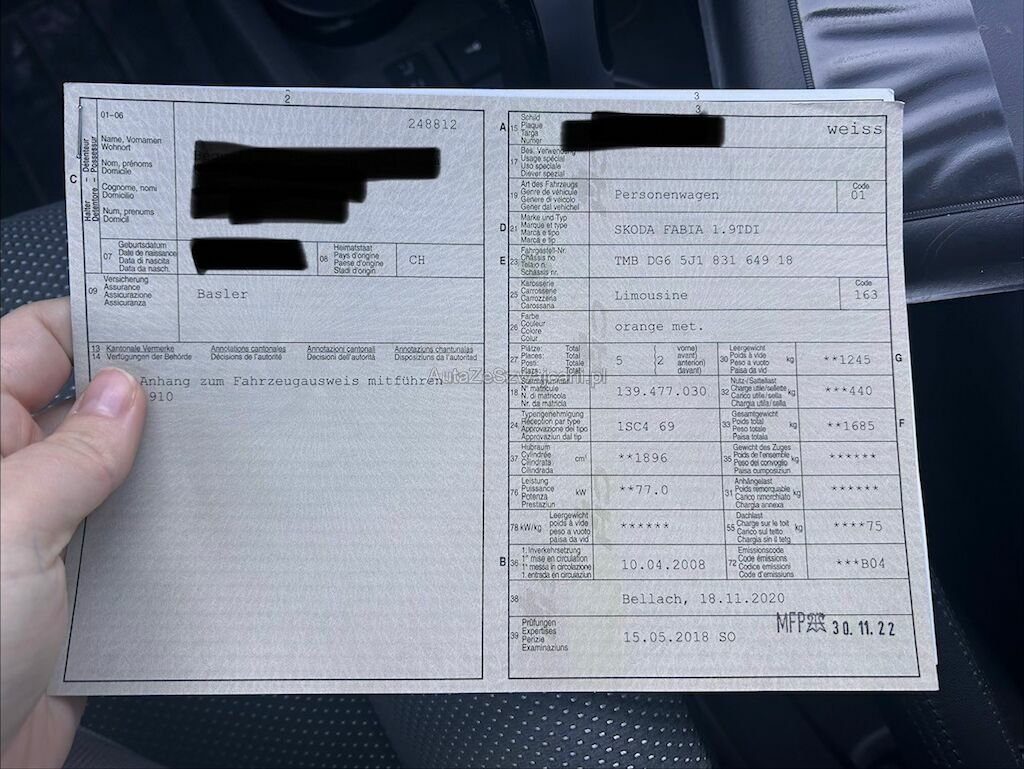 2
3
01-06
248812
C
Halter – Détenteur
Detentore – Possessur
Name, Vornamen
Wohnort
Nom, prénoms
Domicile
Cognome, nomi
Domicilio
Num, prenums
Domicil
07
Geburtsdatum
Date de naissance
Data di nascita
Data da nasch.
08
Heimatstaat
Pays d'origine
Paese d'origine
Stadi d'origin
CH
09
Versicherung
Assurance
Assicurazione
Assicuranza
Basler
13 Kantonale Vermerke Annotations cantonales Annotazioni cantonali Annotaziuns chantunalas
14 Verfügungen der Behörde Décisions de l'autorité Decisioni dell'autorità Disposiziuns da l'autoritad
Anhang zum Fahrzeugausweis mitführen
910
3
A
15
Schild
Plaque
Targa
Numer
weiss
17
Bes. Verwendung
Usage spécial
Uso speciale
Diever spezial
19
Art des Fahrzeugs
Genre de véhicule
Genere di veicolo
Gener dal vehichel
Personenwagen
Code
01
D
21
Marke und Typ
Marque et type
Marca e tipo
Marca e tip
SKODA FABIA 1.9TDI
E
23
Fahrgestell-Nr.
Châssis no
Telaio n.
Schassis nr.
TMB DG6 5J1 831 649 18
25
Karosserie
Carrosserie
Carrozzeria
Carossaria
Limousine
Code
163
26
Farbe
Couleur
Colore
Colur
orange met.
27
Plätze: Total
Places: Total
Posti: Totale
Plazs: Total
5
(2
vorne)
avant)
anteriori)
davant)
30
Leergewicht
Poids à vide
Peso a vuoto
Paisa da vid
kg
**1245
G
AutaZeSzwajcarii.pl
18
Stammnummer
N° matricule
N. di matricola
Nr. da matricla
139.477.030
32
Nutz-/Sattellast
Charge utile/sellette
Carico utile/sella
Chargia utila/sella
kg
***440
24
Typengenehmigung
Réception par type
Approvazione del tipo
Approvaziun dal tip
1SC4 69
33
Gesamtgewicht
Poids total
Peso totale
Paisa totala
kg
**1685
F
37
Hubraum
Cylindrée
Cilindrata
Cilindrada
cm³
**1896
35
Gewicht des Zuges
Poids de l'ensemble
Peso del convoglio
Paisa cumposiziun
kg
******
76
Leistung
Puissance
Potenza
Prestaziun
kW
**77.0
31
Anhängelast
Poids remorquable
Carico rimorchiato
Chargia annexa
kg
******
78 kW/kg
Leergewicht
poids à vide
peso a vuoto
paisa da vid
******
55
Dachlast
Charge sur le toit
Carico sul tetto
Chargia sin il tetg
kg
****75
B
36
1. Inverkehrsetzung
1re mise en circulation
1a messa in circolazione
1. entrada en circulaziun
10.04.2008
72
Emissionscode
Code émissions
Codice emissioni
Code d'emissiuns
***B04
38
Bellach, 18.11.2020
39
Prüfungen
Expertises
Perizie
Examinaziuns
15.05.2018 SO
MFP
30.11.22